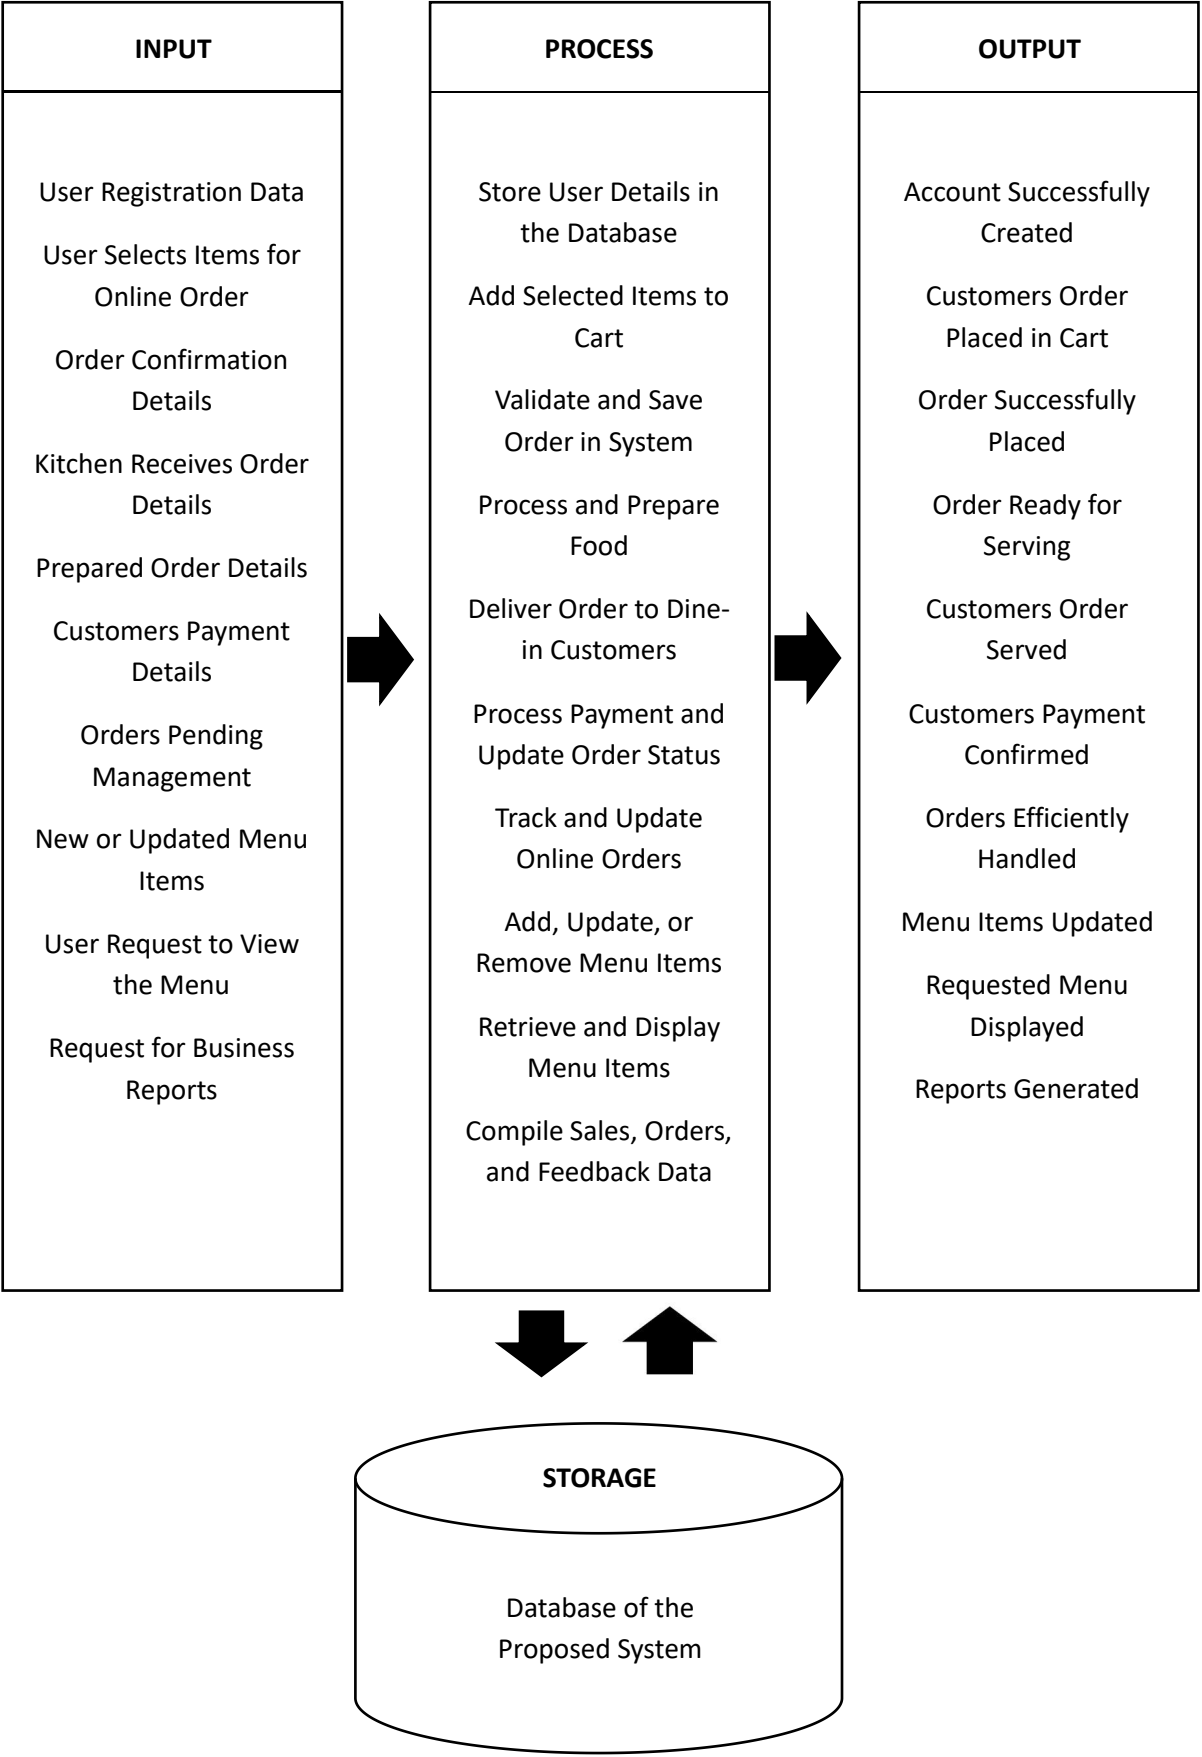 INPUT
User Registration Data
User Selects Items for
Online Order
Order Confirmation
Details
Kitchen Receives Order
Details
Prepared Order Details
Customers Payment
Details
Orders Pending
Management
New or Updated Menu
Items
User Request to View
the Menu
Request for Business
Reports
PROCESS
Store User Details in
the Database
Add Selected Items to
Cart
Validate and Save
Order in System
Process and Prepare
Food
Deliver Order to Dine-
in Customers
Process Payment and
Update Order Status
Track and Update
Online Orders
Add, Update, or
Remove Menu Items
Retrieve and Display
Menu Items
Compile Sales, Orders,
and Feedback Data
OUTPUT
Account Successfully
Created
Customers Order
Placed in Cart
Order Successfully
Placed
Order Ready for
Serving
Customers Order
Served
Customers Payment
Confirmed
Orders Efficiently
Handled
Menu Items Updated
Requested Menu
Displayed
Reports Generated
STORAGE
Database of the
Proposed System